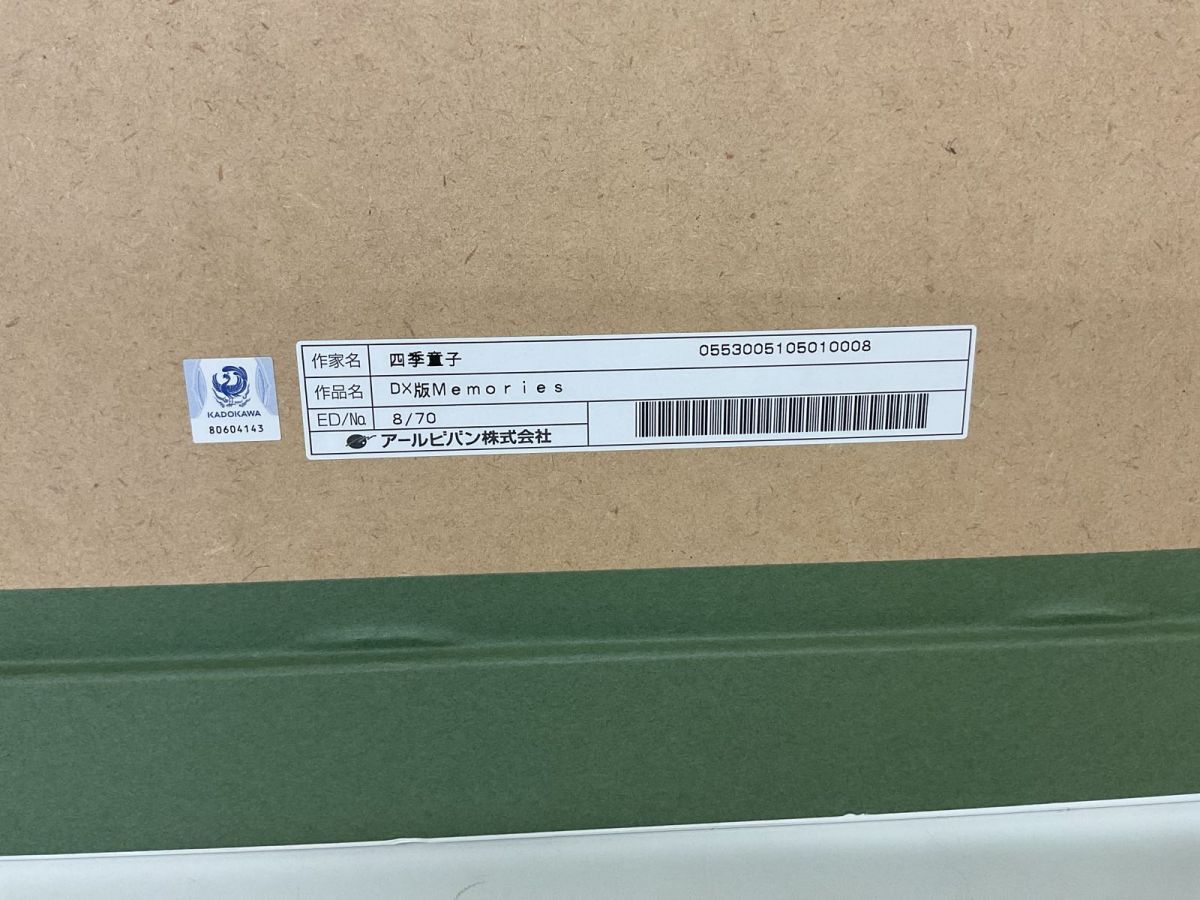 作家名 四季童子 0553005105010008
作品名 DX版Memories
ED/No. 8/70
アールビバン株式会社
KADOKAWA
80604143